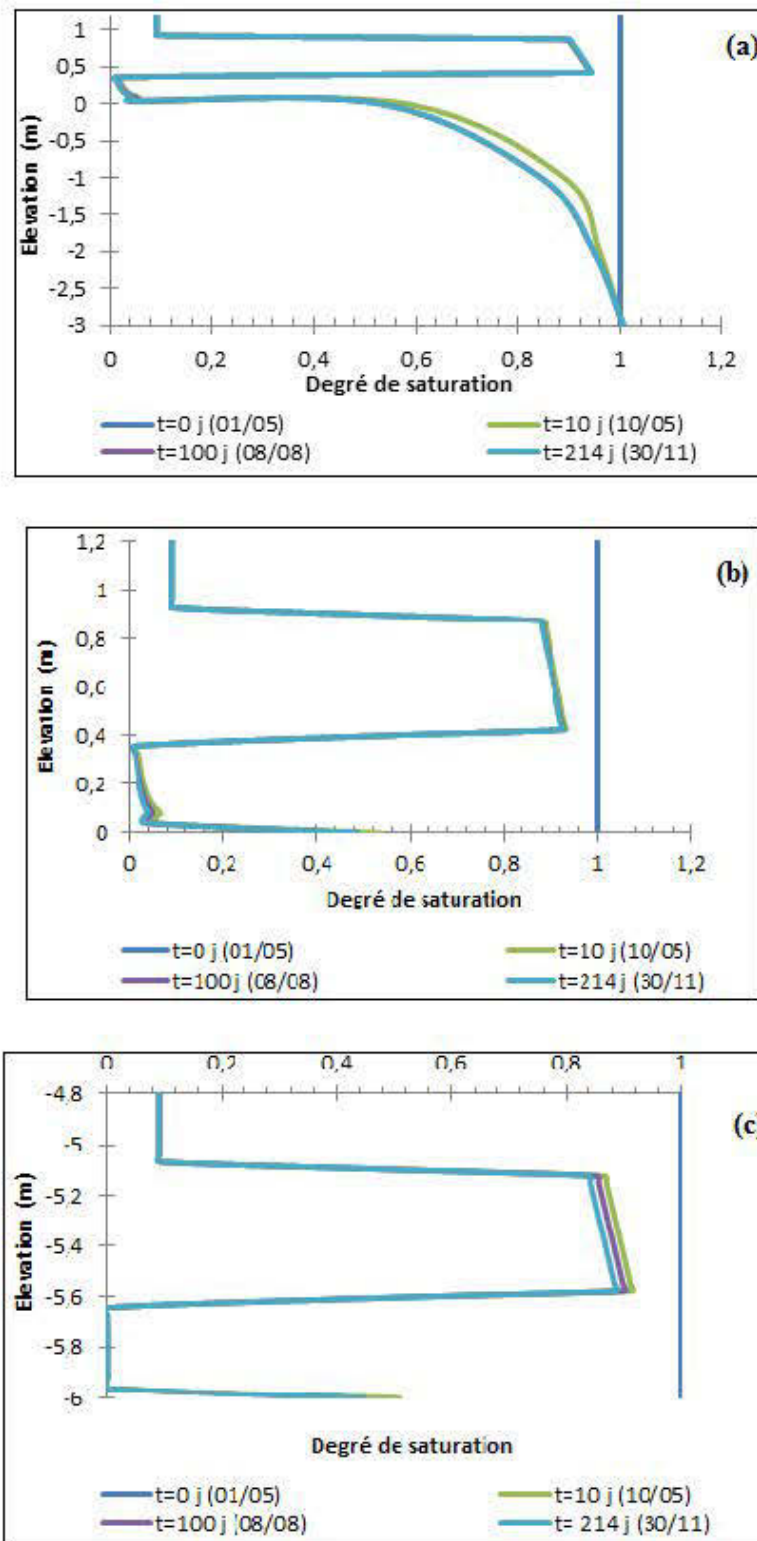 (a)
Elevation (m)
1
0,5
0
-0,5
-1
-1,5
-2
-2,5
-3
0 0,2 0,4 0,6 0,8 1 1,2
Degré de saturation
t=0 j (01/05) t=10 j (10/05)
t=100 j (08/08) t=214 j (30/11)
(b)
Elevation (m)
1,2
1
0,8
0,6
0,4
0,2
0
0 0,2 0,4 0,6 0,8 1 1,2
Degré de saturation
t=0 j (01/05) t=10 j (10/05)
t=100 j (08/08) t=214 j (30/11)
0 0,2 0,4 0,6 0,8 1
(c)
Elevation (m)
-4,8
-5
-5,2
-5,4
-5,6
-5,8
-6
Degré de saturation
t=0 j (01/05) t=10 j (10/05)
t=100 j (08/08) t= 214 j (30/11)